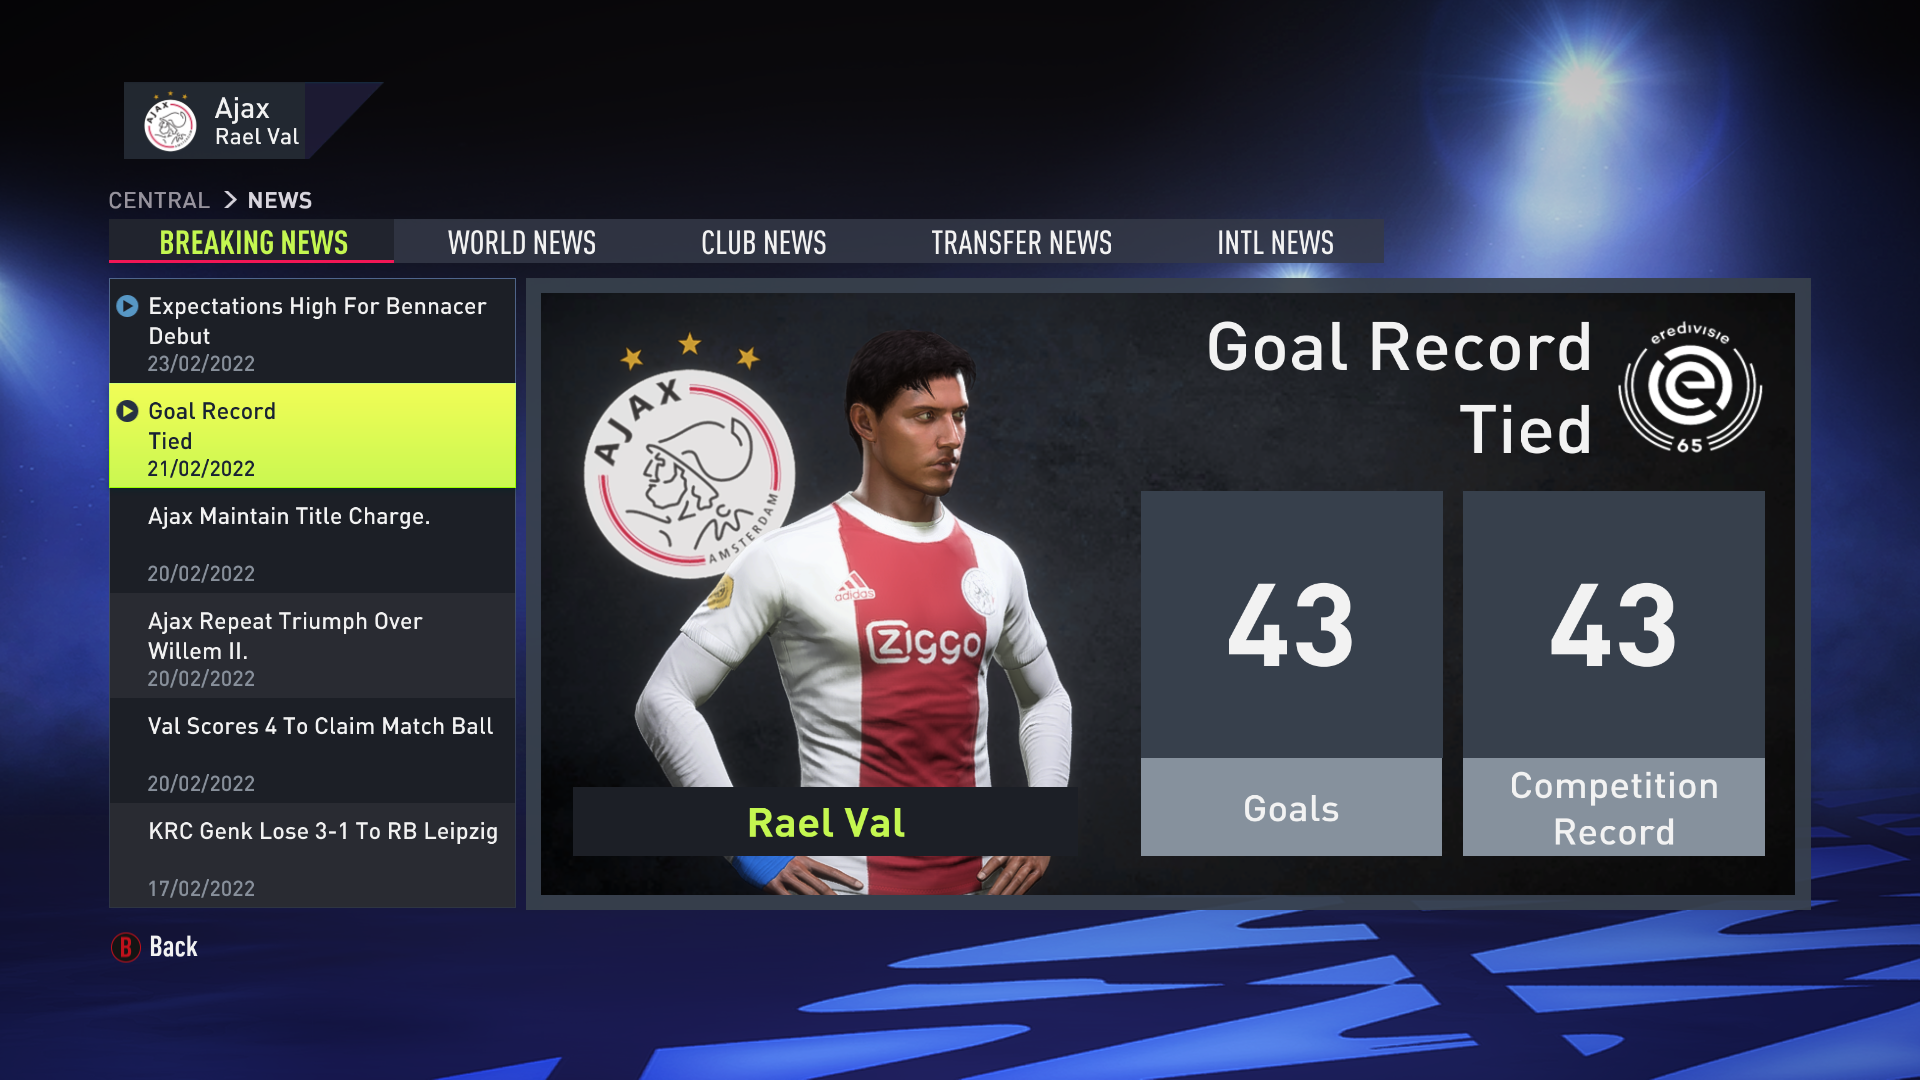 Ajax
Rael Val
CENTRAL > NEWS
BREAKING NEWS
WORLD NEWS
CLUB NEWS
TRANSFER NEWS
INTL NEWS
Expectations High For Bennacer
Debut
23/02/2022
Goal Record
Tied
21/02/2022
Ajax Maintain Title Charge.
20/02/2022
Ajax Repeat Triumph Over
Willem II.
20/02/2022
Val Scores 4 To Claim Match Ball
20/02/2022
KRC Genk Lose 3-1 To RB Leipzig
17/02/2022
AJAX
AMSTERDAM
adidas
Ziggo
Rael Val
Goal Record
Tied
eredivisie
65
43
Goals
43
Competition
Record
B Back